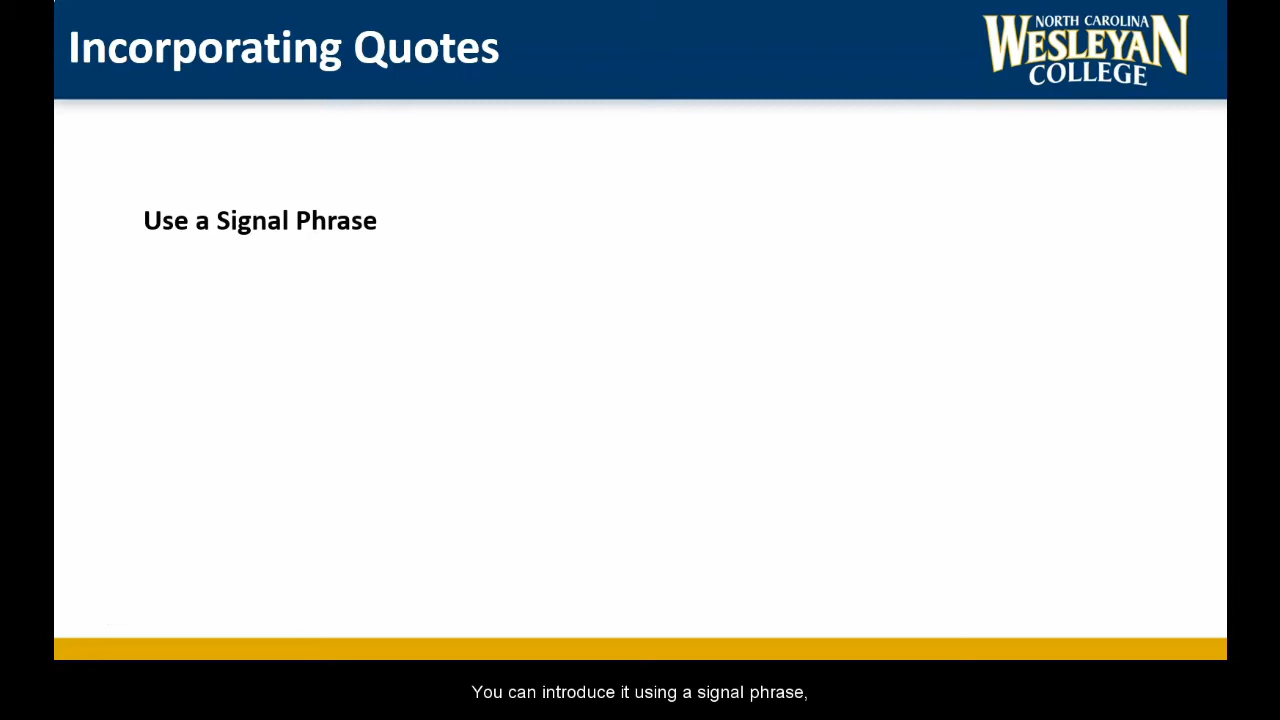 Incorporating Quotes
NORTH CAROLINA
WESLEYAN
COLLEGE
Use a Signal Phrase
You can introduce it using a signal phrase,